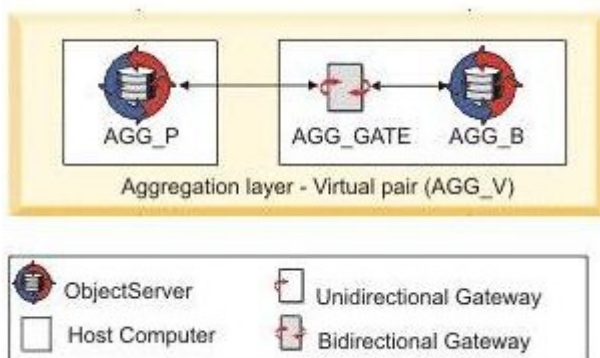 AGG_P
AGG_GATE
AGG_B
Aggregation layer - Virtual pair (AGG_V)
ObjectServer
Unidirectional Gateway
Host Computer
Bidirectional Gateway